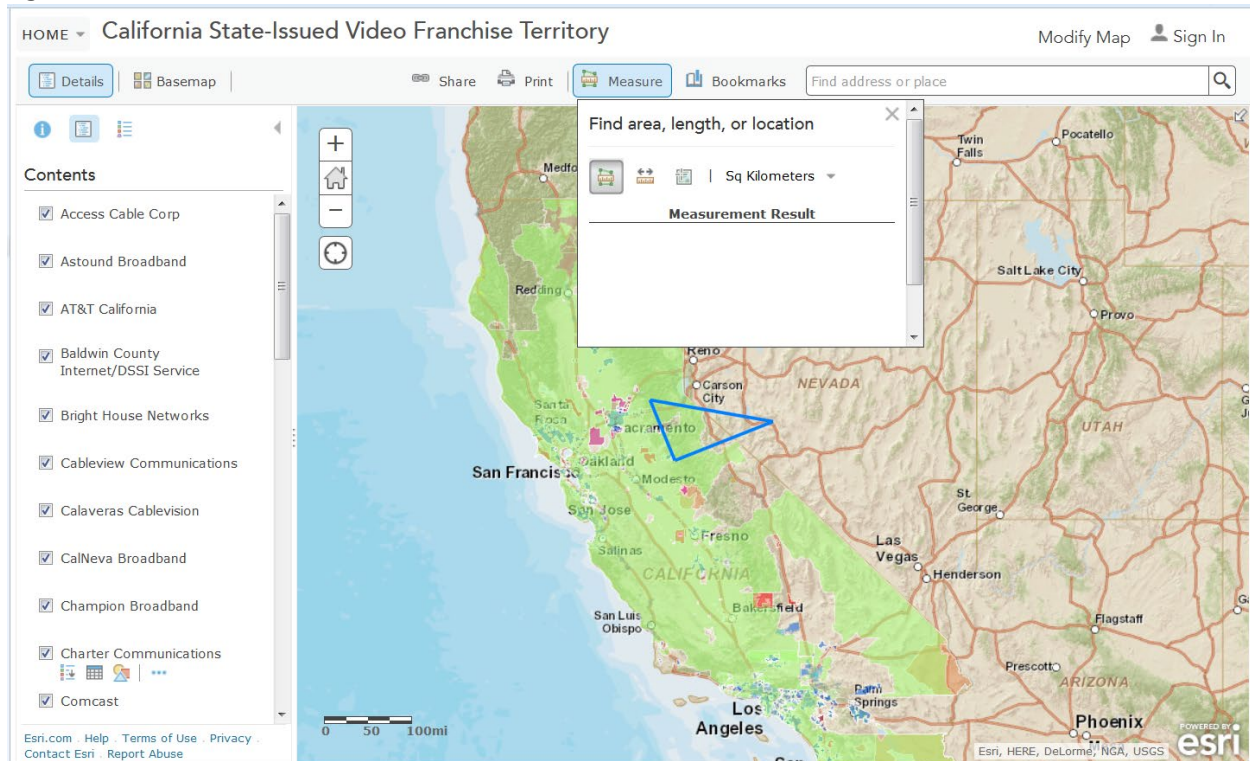 HOME California State-Issued Video Franchise Territory
Modify Map Sign In
Details Basemap Share Print Measure Bookmarks Find address or place
Contents
Access Cable Corp
Astound Broadband
AT&T California
Baldwin County
Internet/DSSI Service
Bright House Networks
Cableview Communications
Calaveras Cablevision
CalNeva Broadband
Champion Broadband
Charter Communications
Comcast
Esri.com . Help . Terms of Use . Privacy .
Contact Esri . Report Abuse
Find area, length, or location
| Sq Kilometers
Measurement Result
Twin
Falls
Pocatello
Salt Lake City
Provo
Redding
Reno
Carson
City
NEVADA
UTAH
Santa
Rosa
Sacramento
San Francisco
Oakland
Modesto
San Jose
St.
George
Fresno
Las
Vegas
Salinas
CALIFORNIA
Henderson
Bakersfield
San Luis
Obispo
Flagstaff
Prescott
ARIZONA
Palm
Springs
Los
Angeles
Phoenix
0 50 100mi
POWERED BY
esri
Esri, HERE, DeLorme, NGA, USGS